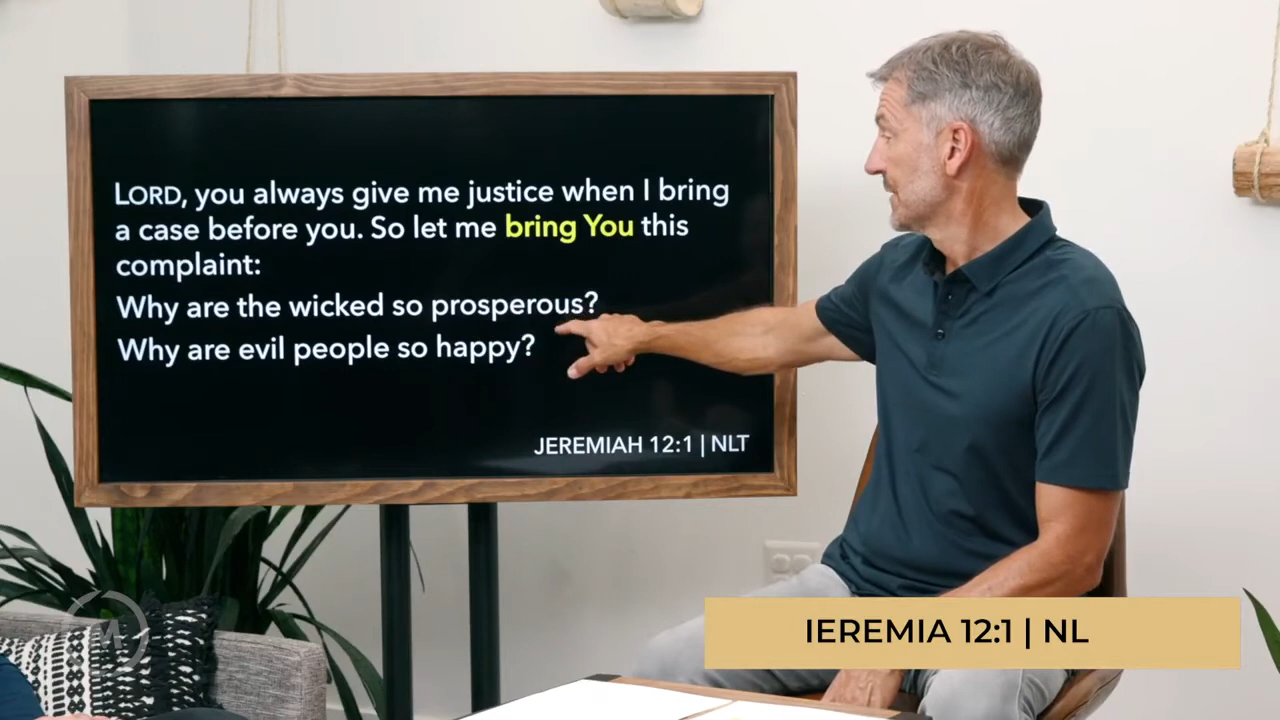 LORD, you always give me justice when I bring
a case before you. So let me bring You this
complaint:
Why are the wicked so prosperous?
Why are evil people so happy?
JEREMIAH 12:1 | NLT
M
IEREMIA 12:1 | NL